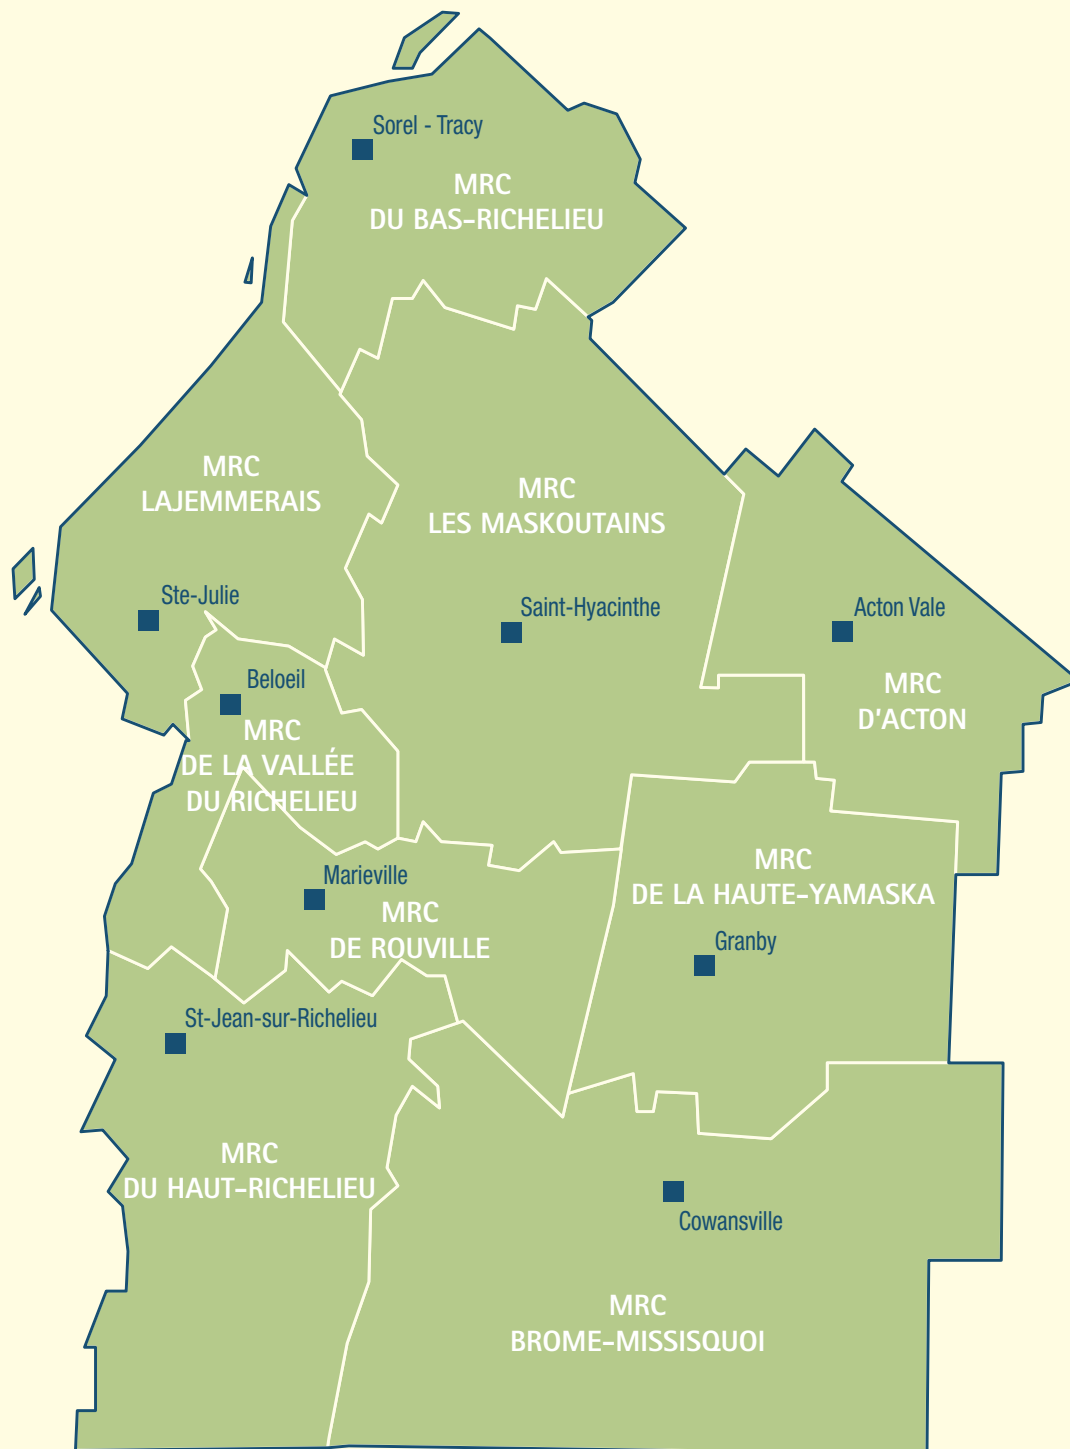 Sorel - Tracy
MRC
DU BAS-RICHELIEU
MRC
LAJEMMERAIS
MRC
LES MASKOUTAINS
Ste-Julie
Saint-Hyacinthe
Acton Vale
Beloeil
MRC
D'ACTON
MRC
DE LA VALLÉE
DU RICHELIEU
Marieville
MRC
DE ROUVILLE
MRC
DE LA HAUTE-YAMASKA
Granby
St-Jean-sur-Richelieu
MRC
DU HAUT-RICHELIEU
Cowansville
MRC
BROME-MISSISQUOI